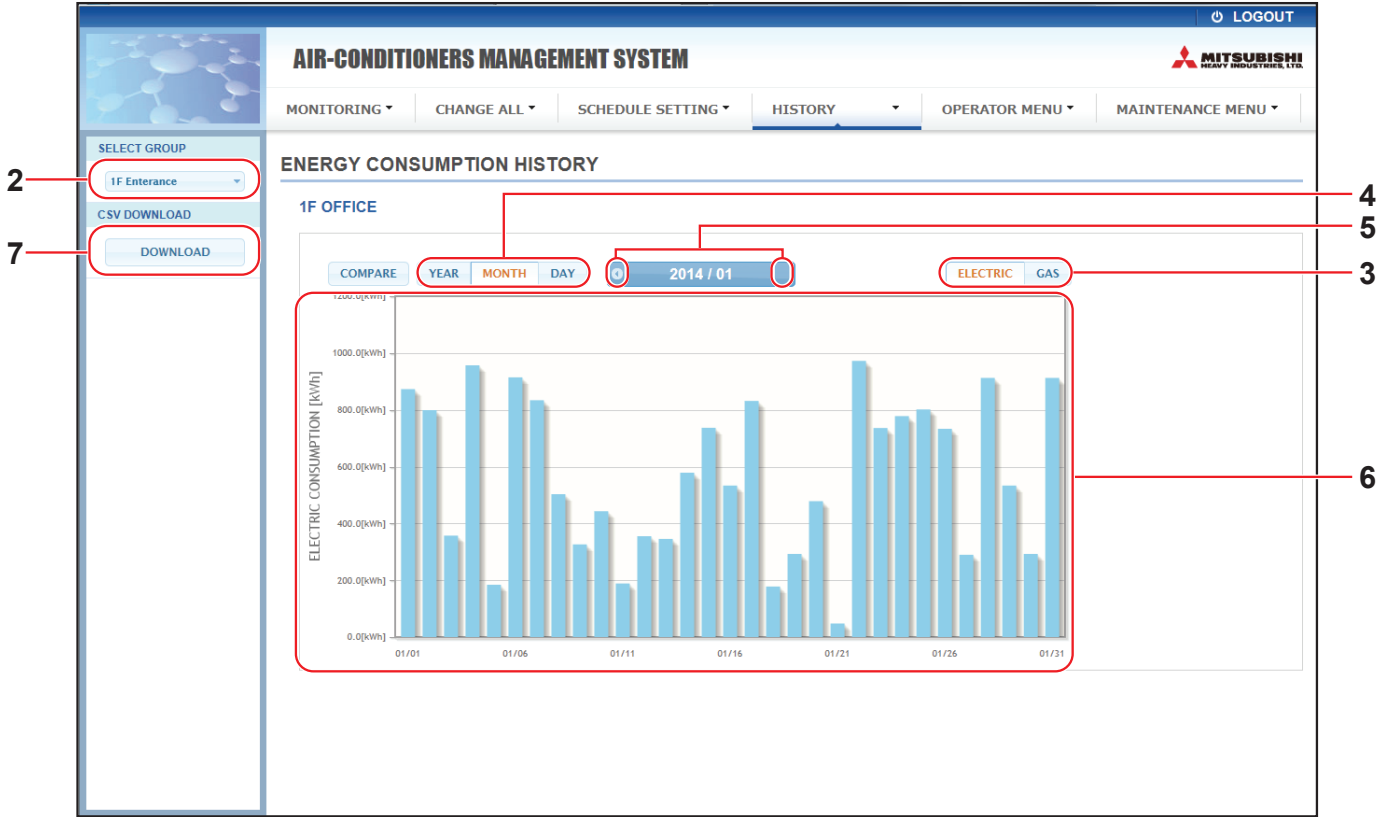 LOGOUT
AIR-CONDITIONERS MANAGEMENT SYSTEM
MITSUBISHI
HEAVY INDUSTRIES, LTD.
MONITORING CHANGE ALL SCHEDULE SETTING HISTORY OPERATOR MENU MAINTENANCE MENU
SELECT GROUP
2
1F Enterance
CSV DOWNLOAD
7
DOWNLOAD
ENERGY CONSUMPTION HISTORY
1F OFFICE
4
5
3
COMPARE YEAR MONTH DAY 2014 / 01 ELECTRIC GAS
ELECTRIC CONSUMPTION [kWh]
1200.0[kWh]
1000.0[kWh]
800.0[kWh]
600.0[kWh]
400.0[kWh]
200.0[kWh]
0.0[kWh]
01/01 01/06 01/11 01/16 01/21 01/26 01/31
6